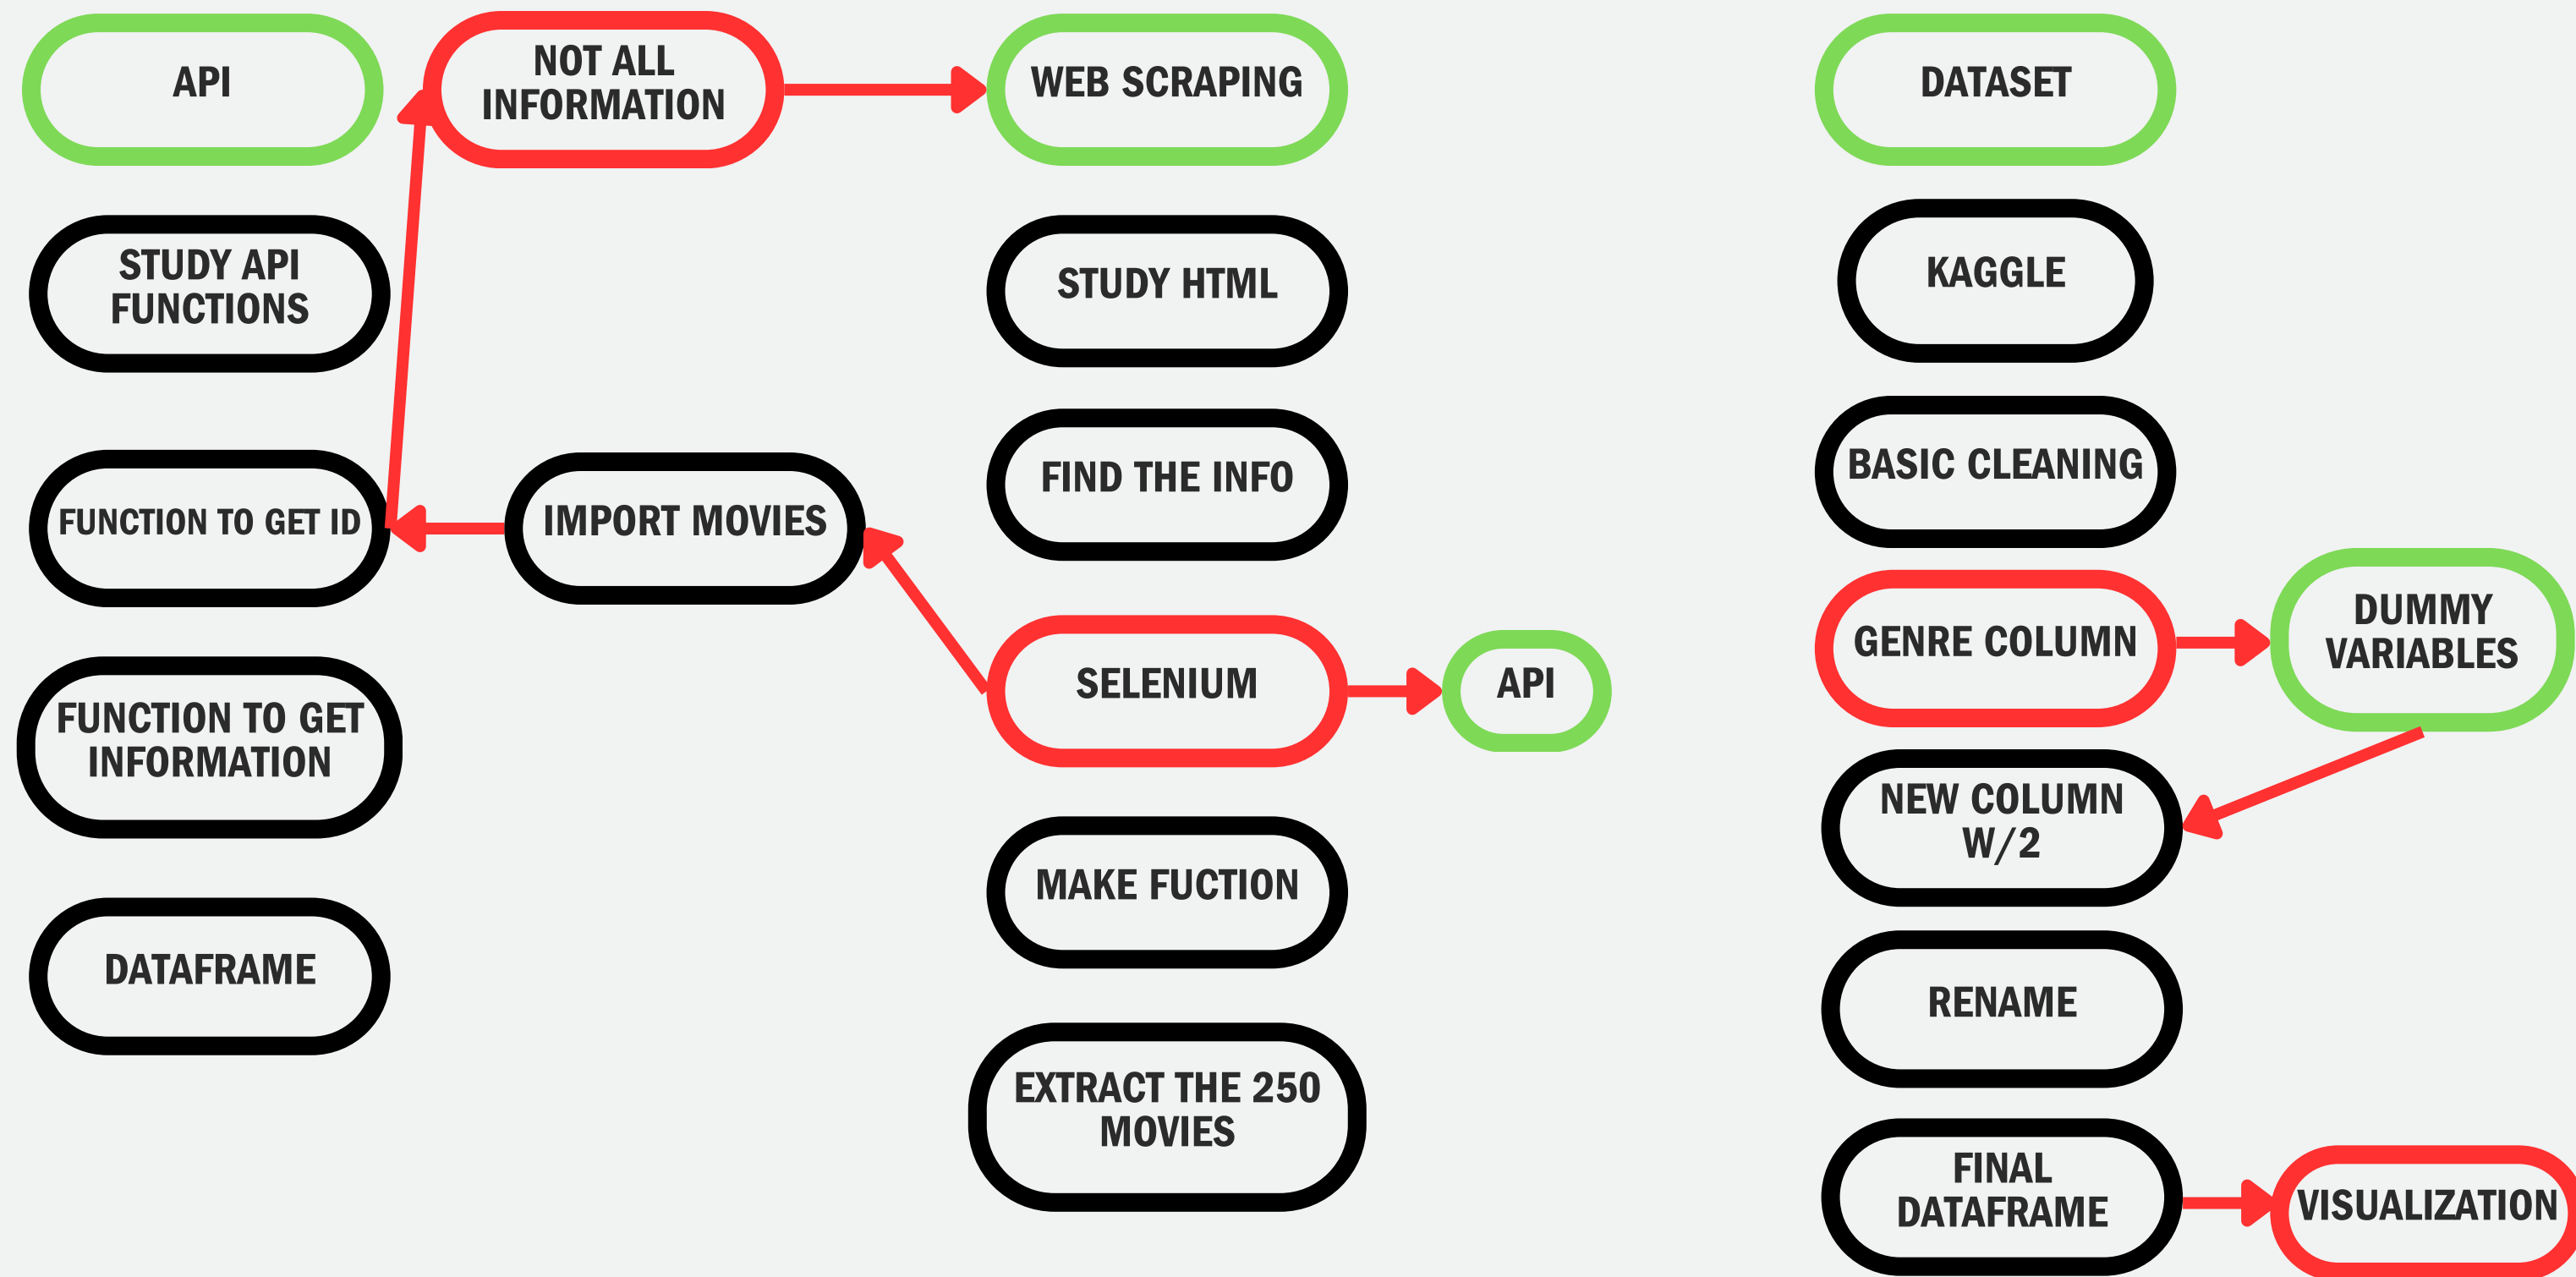 API
STUDY API
FUNCTIONS
FUNCTION TO GET ID
FUNCTION TO GET
INFORMATION
DATAFRAME
NOT ALL
INFORMATION
IMPORT MOVIES
WEB SCRAPING
STUDY HTML
FIND THE INFO
SELENIUM
API
MAKE FUCTION
EXTRACT THE 250
MOVIES
DATASET
KAGGLE
BASIC CLEANING
GENRE COLUMN
DUMMY
VARIABLES
NEW COLUMN
W/2
RENAME
FINAL
DATAFRAME
VISUALIZATION